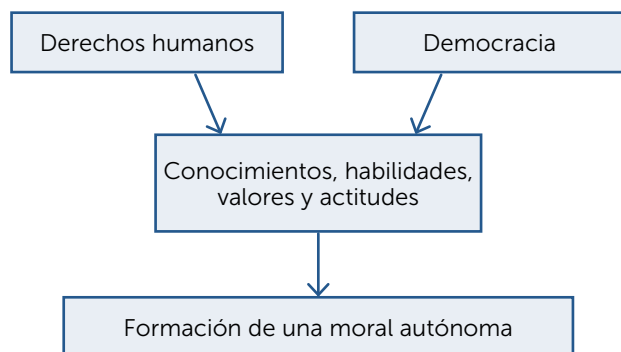 Derechos humanos
Democracia
Conocimientos, habilidades,
valores y actitudes
Formación de una moral autónoma